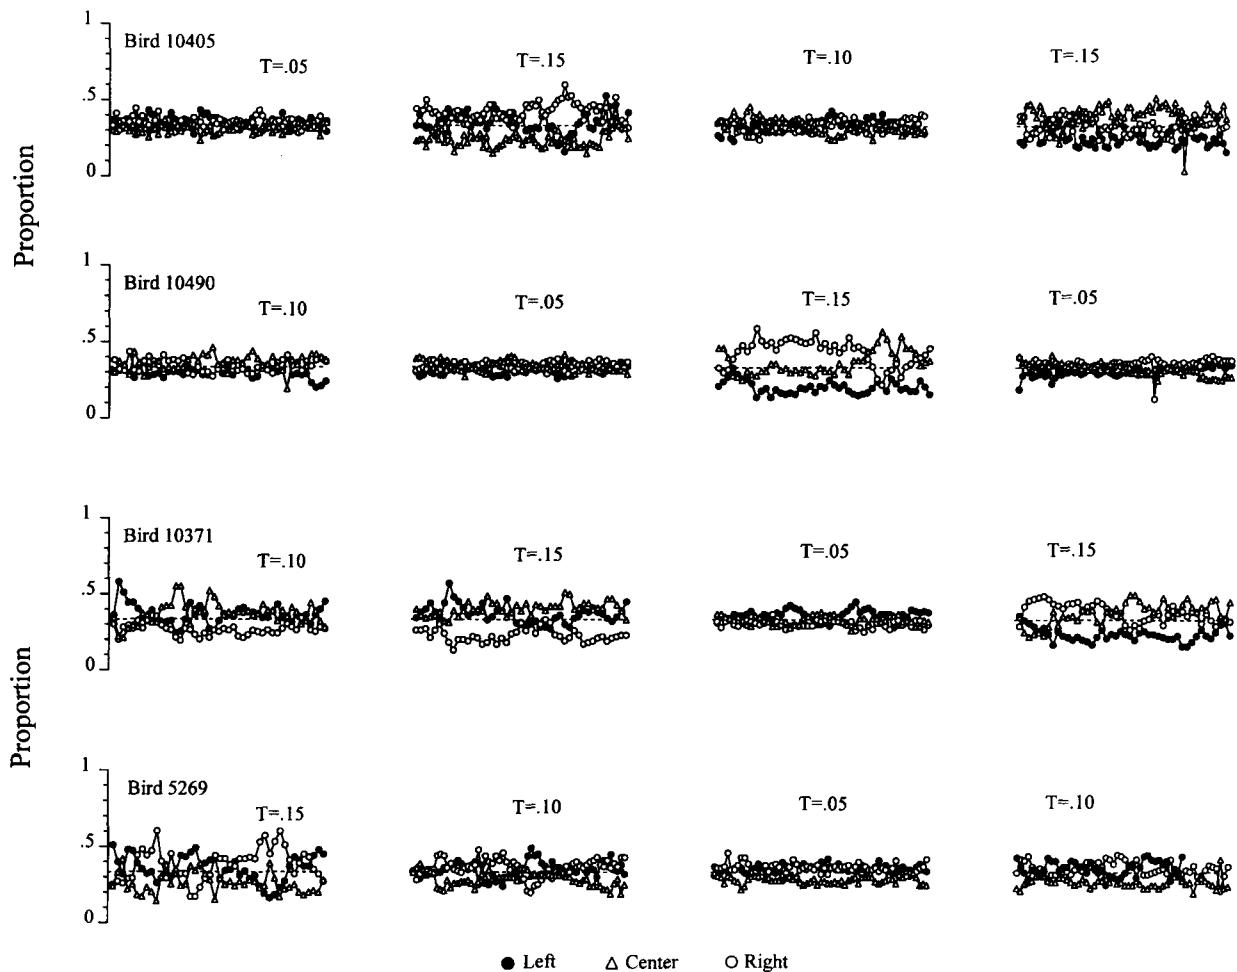 1
Bird 10405
T=.05
T=.15
T=.10
T=.15
.5
0
Proportion
1
Bird 10490
T=.10
T=.05
T=.15
T=.05
.5
0
1
Bird 10371
T=.10
T=.15
T=.05
T=.15
.5
0
Proportion
1
Bird 5269
T=.15
T=.10
T=.05
T=.10
.5
0
Left
Center
Right